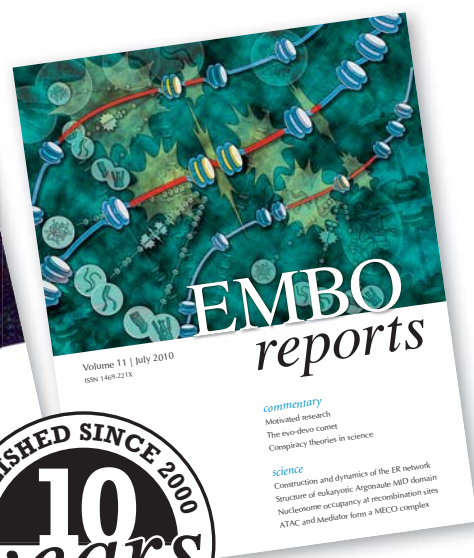 EMBO
reports
Volume 11 | July 2010
ISSN 1469-221X
commentary
Motivated research
The evo-devo comet
Conspiracy theories in science
science
Construction and dynamics of the ER network
Structure of eukaryotic Argonaute MID domain
Nucleonome occupancy at recombination sites
ATAC and Mediator form a MECO complex
SINCE 2000
10